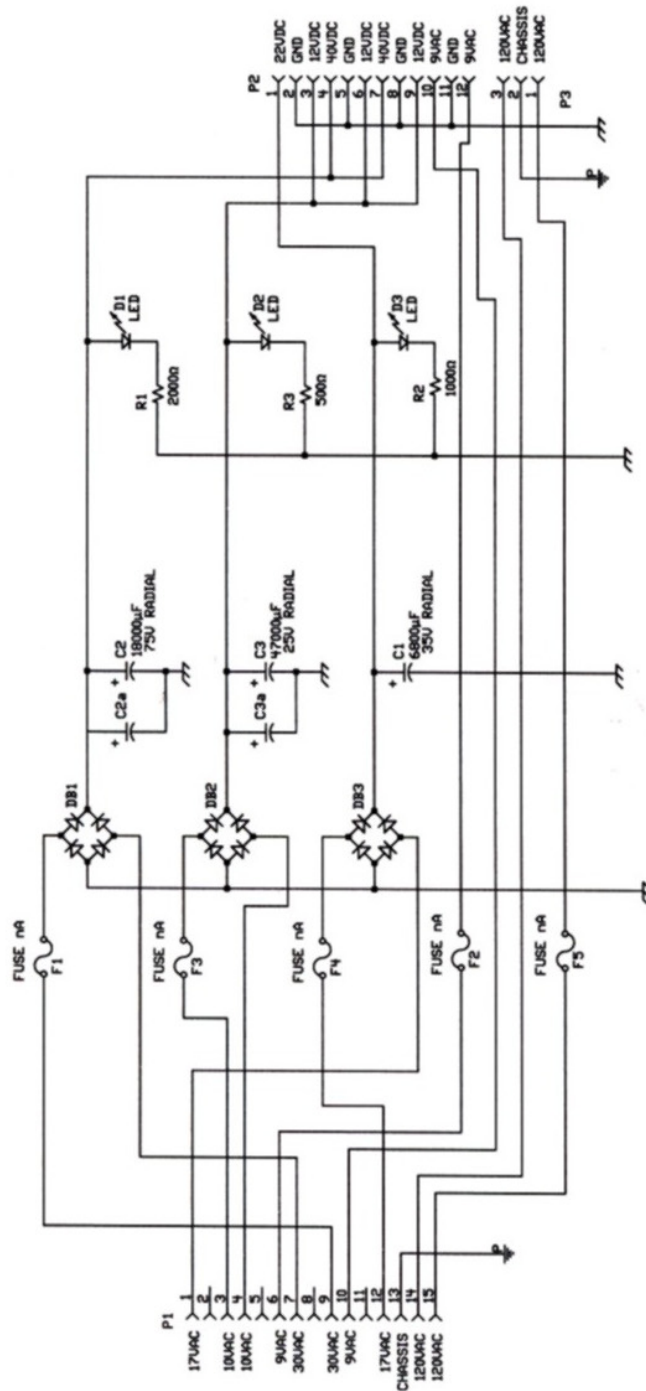 P2
1 22VDC
2 GND
3 12VDC
4 40VDC
5 GND
6 12VDC
7 40VDC
8 GND
9 12VDC
10 9VAC
11 GND
12 9VAC
3 120VAC
2 CHASSIS
1 120VAC
P3
P
D1
LED
R1
2000Ω
D2
LED
R3
500Ω
D3
LED
R2
1000Ω
+ C2a
+ C2
18000µF
75V RADIAL
+ C3a
+ C3
47000µF
25V RADIAL
+ C1
6800µF
35V RADIAL
DB1
DB2
DB3
FUSE nA
F1
FUSE nA
F3
FUSE nA
F4
FUSE nA
F2
FUSE nA
F5
P1
17VAC 1
2
10VAC 3
10VAC 4
5
9VAC 6
30VAC 7
8
30VAC 9
9VAC 10
11
17VAC 12
CHASSIS 13
120VAC 14
120VAC 15
P